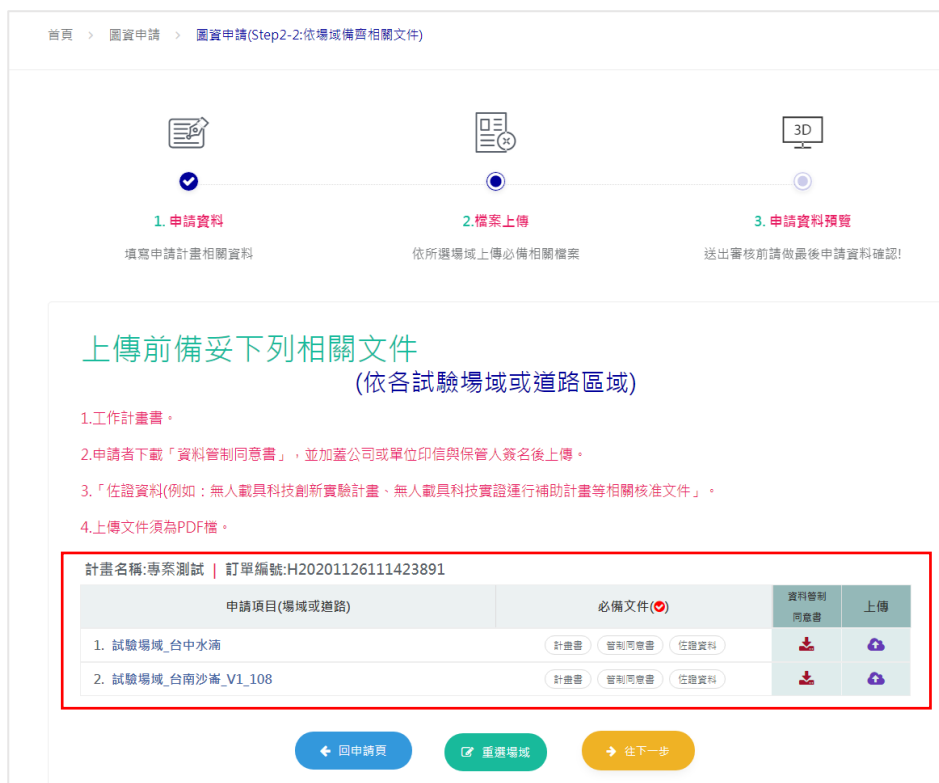 首頁 > 圖資申請 > 圖資申請(Step2-2:依場域備齊相關文件)
3D
1. 申請資料
2.檔案上傳
3. 申請資料預覽
填寫申請計畫相關資料
依所選場域上傳必備相關檔案
送出審核前請做最後申請資料確認!
上傳前備妥下列相關文件
(依各試驗場域或道路區域)
1.工作計畫書。
2.申請者下載「資料管制同意書」，並加蓋公司或單位印信與保管人簽名後上傳。
3.「佐證資料(例如：無人載具科技創新實驗計畫、無人載具科技實證運行補助計畫等相關核准文件」。
4.上傳文件須為PDF檔。
計畫名稱:專案測試 | 訂單編號:H20201126111423891
申請項目(場域或道路) 必備文件() 資料管制 上傳
同意書
1. 試驗場域_台中水湳 計畫書 管制同意書 佐證資料
2. 試驗場域_台南沙崙_V1_108 計畫書 管制同意書 佐證資料
回申請頁 重選場域 往下一步